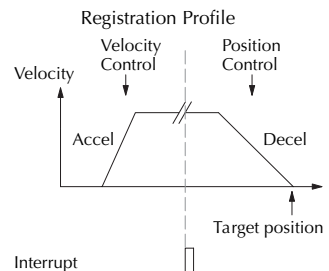 Registration Profile
Velocity
Control
Position
Control
Velocity
Accel
Decel
Target position
Interrupt